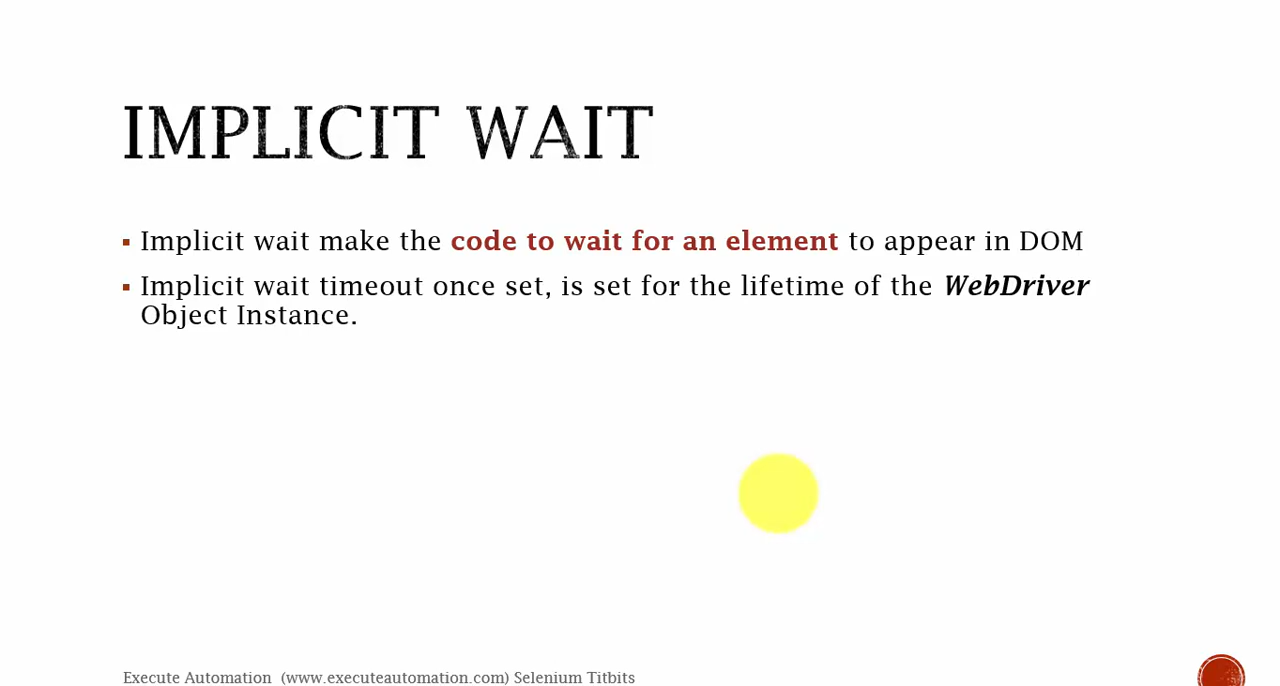 IMPLICIT WAIT
▪ Implicit wait make the code to wait for an element to appear in DOM
▪ Implicit wait timeout once set, is set for the lifetime of the WebDriver
Object Instance.
Execute Automation (www.executeautomation.com) Selenium Titbits